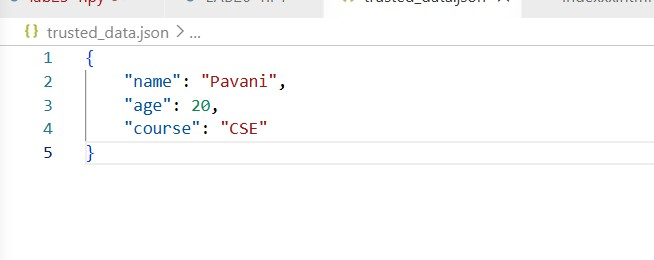 trusted_data.json
{} trusted_data.json > ...
1 {
2 "name": "Pavani",
3 "age": 20,
4 "course": "CSE"
5 }